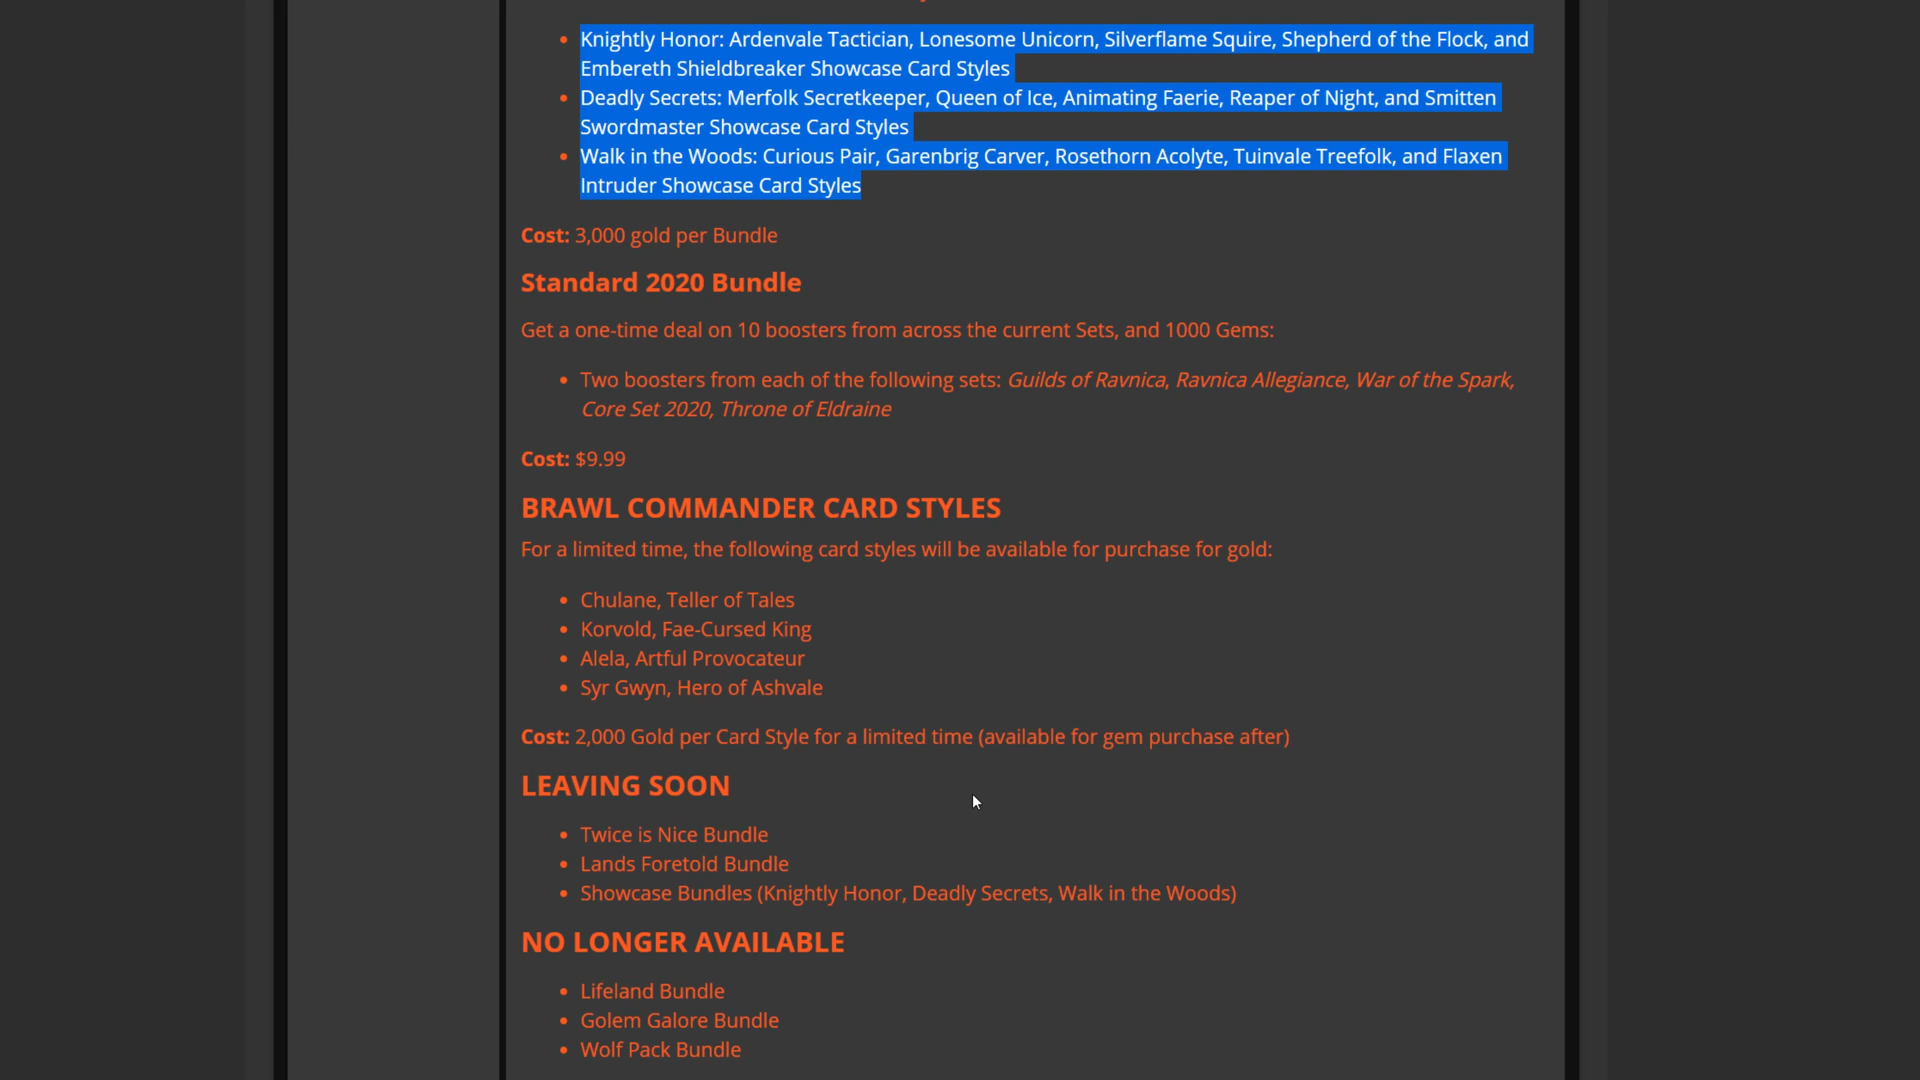 Knightly Honor: Ardenvale Tactician, Lonesome Unicorn, Silverflame Squire, Shepherd of the Flock, and
Embereth Shieldbreaker Showcase Card Styles
Deadly Secrets: Merfolk Secretkeeper, Queen of Ice, Animating Faerie, Reaper of Night, and Smitten
Swordmaster Showcase Card Styles
Walk in the Woods: Curious Pair, Garenbrig Carver, Rosethorn Acolyte, Tuinvale Treefolk, and Flaxen
Intruder Showcase Card Styles
Cost: 3,000 gold per Bundle
Standard 2020 Bundle
Get a one-time deal on 10 boosters from across the current Sets, and 1000 Gems:
Two boosters from each of the following sets: Guilds of Ravnica, Ravnica Allegiance, War of the Spark,
Core Set 2020, Throne of Eldraine
Cost: $9.99
BRAWL COMMANDER CARD STYLES
For a limited time, the following card styles will be available for purchase for gold:
Chulane, Teller of Tales
Korvold, Fae-Cursed King
Alela, Artful Provocateur
Syr Gwyn, Hero of Ashvale
Cost: 2,000 Gold per Card Style for a limited time (available for gem purchase after)
LEAVING SOON
Twice is Nice Bundle
Lands Foretold Bundle
Showcase Bundles (Knightly Honor, Deadly Secrets, Walk in the Woods)
NO LONGER AVAILABLE
Lifeland Bundle
Golem Galore Bundle
Wolf Pack Bundle